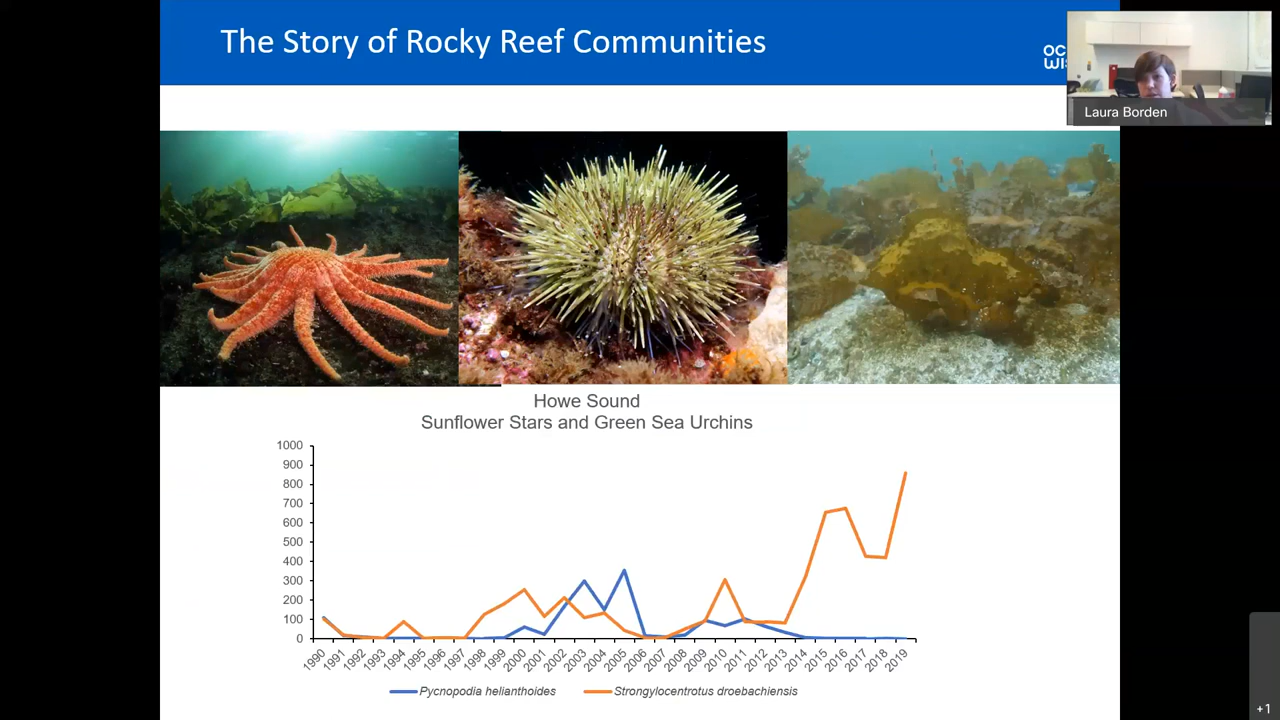 The Story of Rocky Reef Communities
OC
WI
Laura Borden
Howe Sound
Sunflower Stars and Green Sea Urchins
1000
900
800
700
600
500
400
300
200
100
0
1990 1991 1992 1993 1994 1995 1996 1997 1998 1999 2000 2001 2002 2003 2004 2005 2006 2007 2008 2009 2010 2011 2012 2013 2014 2015 2016 2017 2018 2019
Pycnopodia helianthoides Strongylocentrotus droebachiensis
+1